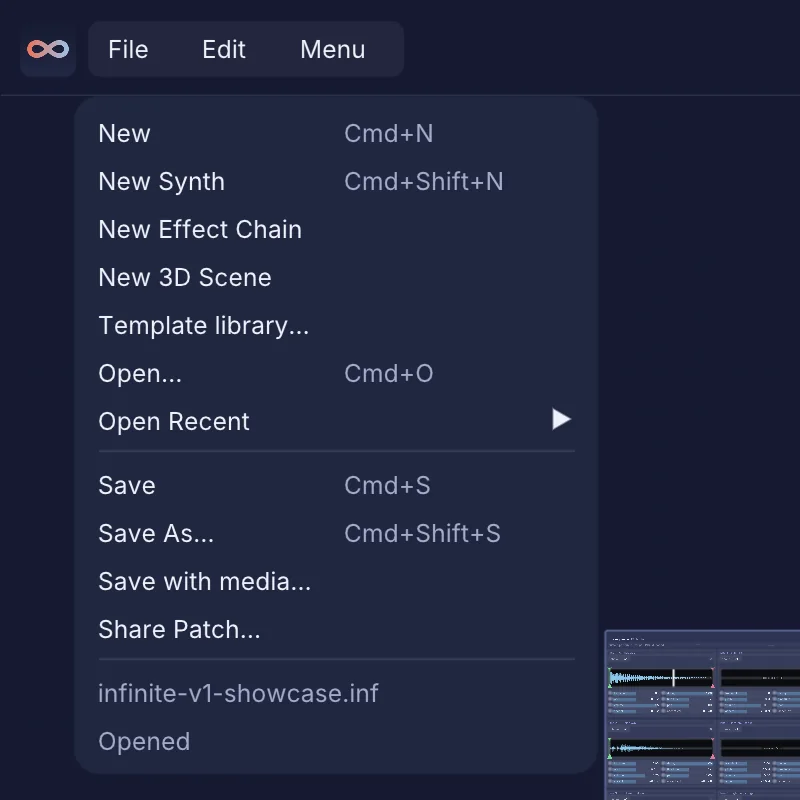 File Edit Menu
New Cmd+N
New Synth Cmd+Shift+N
New Effect Chain
New 3D Scene
Template library...
Open... Cmd+O
Open Recent
Save Cmd+S
Save As... Cmd+Shift+S
Save with media...
Share Patch...
infinite-v1-showcase.inf
Opened